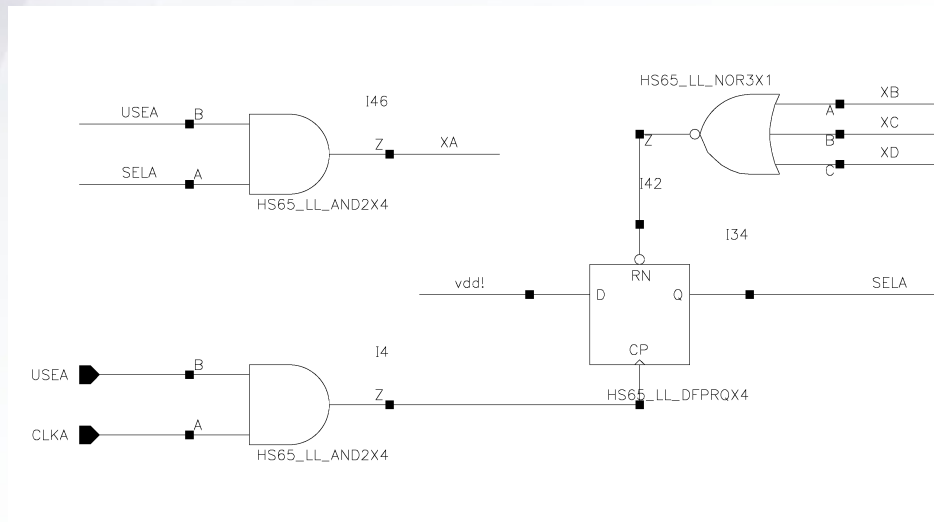 HS65_LL_NOR3X1
I46
USEA
B
XB
A
XC
Z
XA
Z
B
SELA
A
XD
C
I42
HS65_LL_AND2X4
I34
RN
vdd!
D
Q
SELA
CP
I4
USEA
B
Z
HS65_LL_DFPRQX4
CLKA
A
HS65_LL_AND2X4